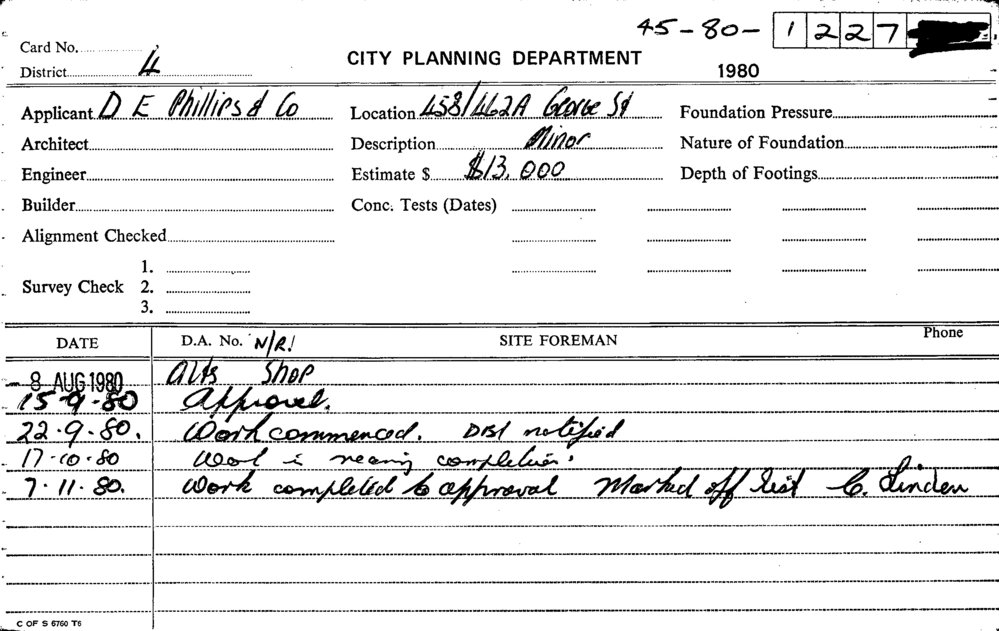 45-80-1227
Card No.
District 4
CITY PLANNING DEPARTMENT
1980
Applicant D E Phillips & Co
Location 458/462A George St
Foundation Pressure
Architect
Description Minor
Nature of Foundation
Engineer
Estimate $ $13,000
Depth of Footings
Builder
Conc. Tests (Dates)
Alignment Checked
Survey Check
1.
2.
3.
DATE
D.A. No. N/R!
SITE FOREMAN
Phone
8 AUG 1980 Alts Shop
15-9-80 Approved.
22.9.80. Work commenced. Dist notified
17-10-80 Work is nearing completion.
7.11.80. Work completed to approval Marked off list C. Linden
C OF S 6760 T6